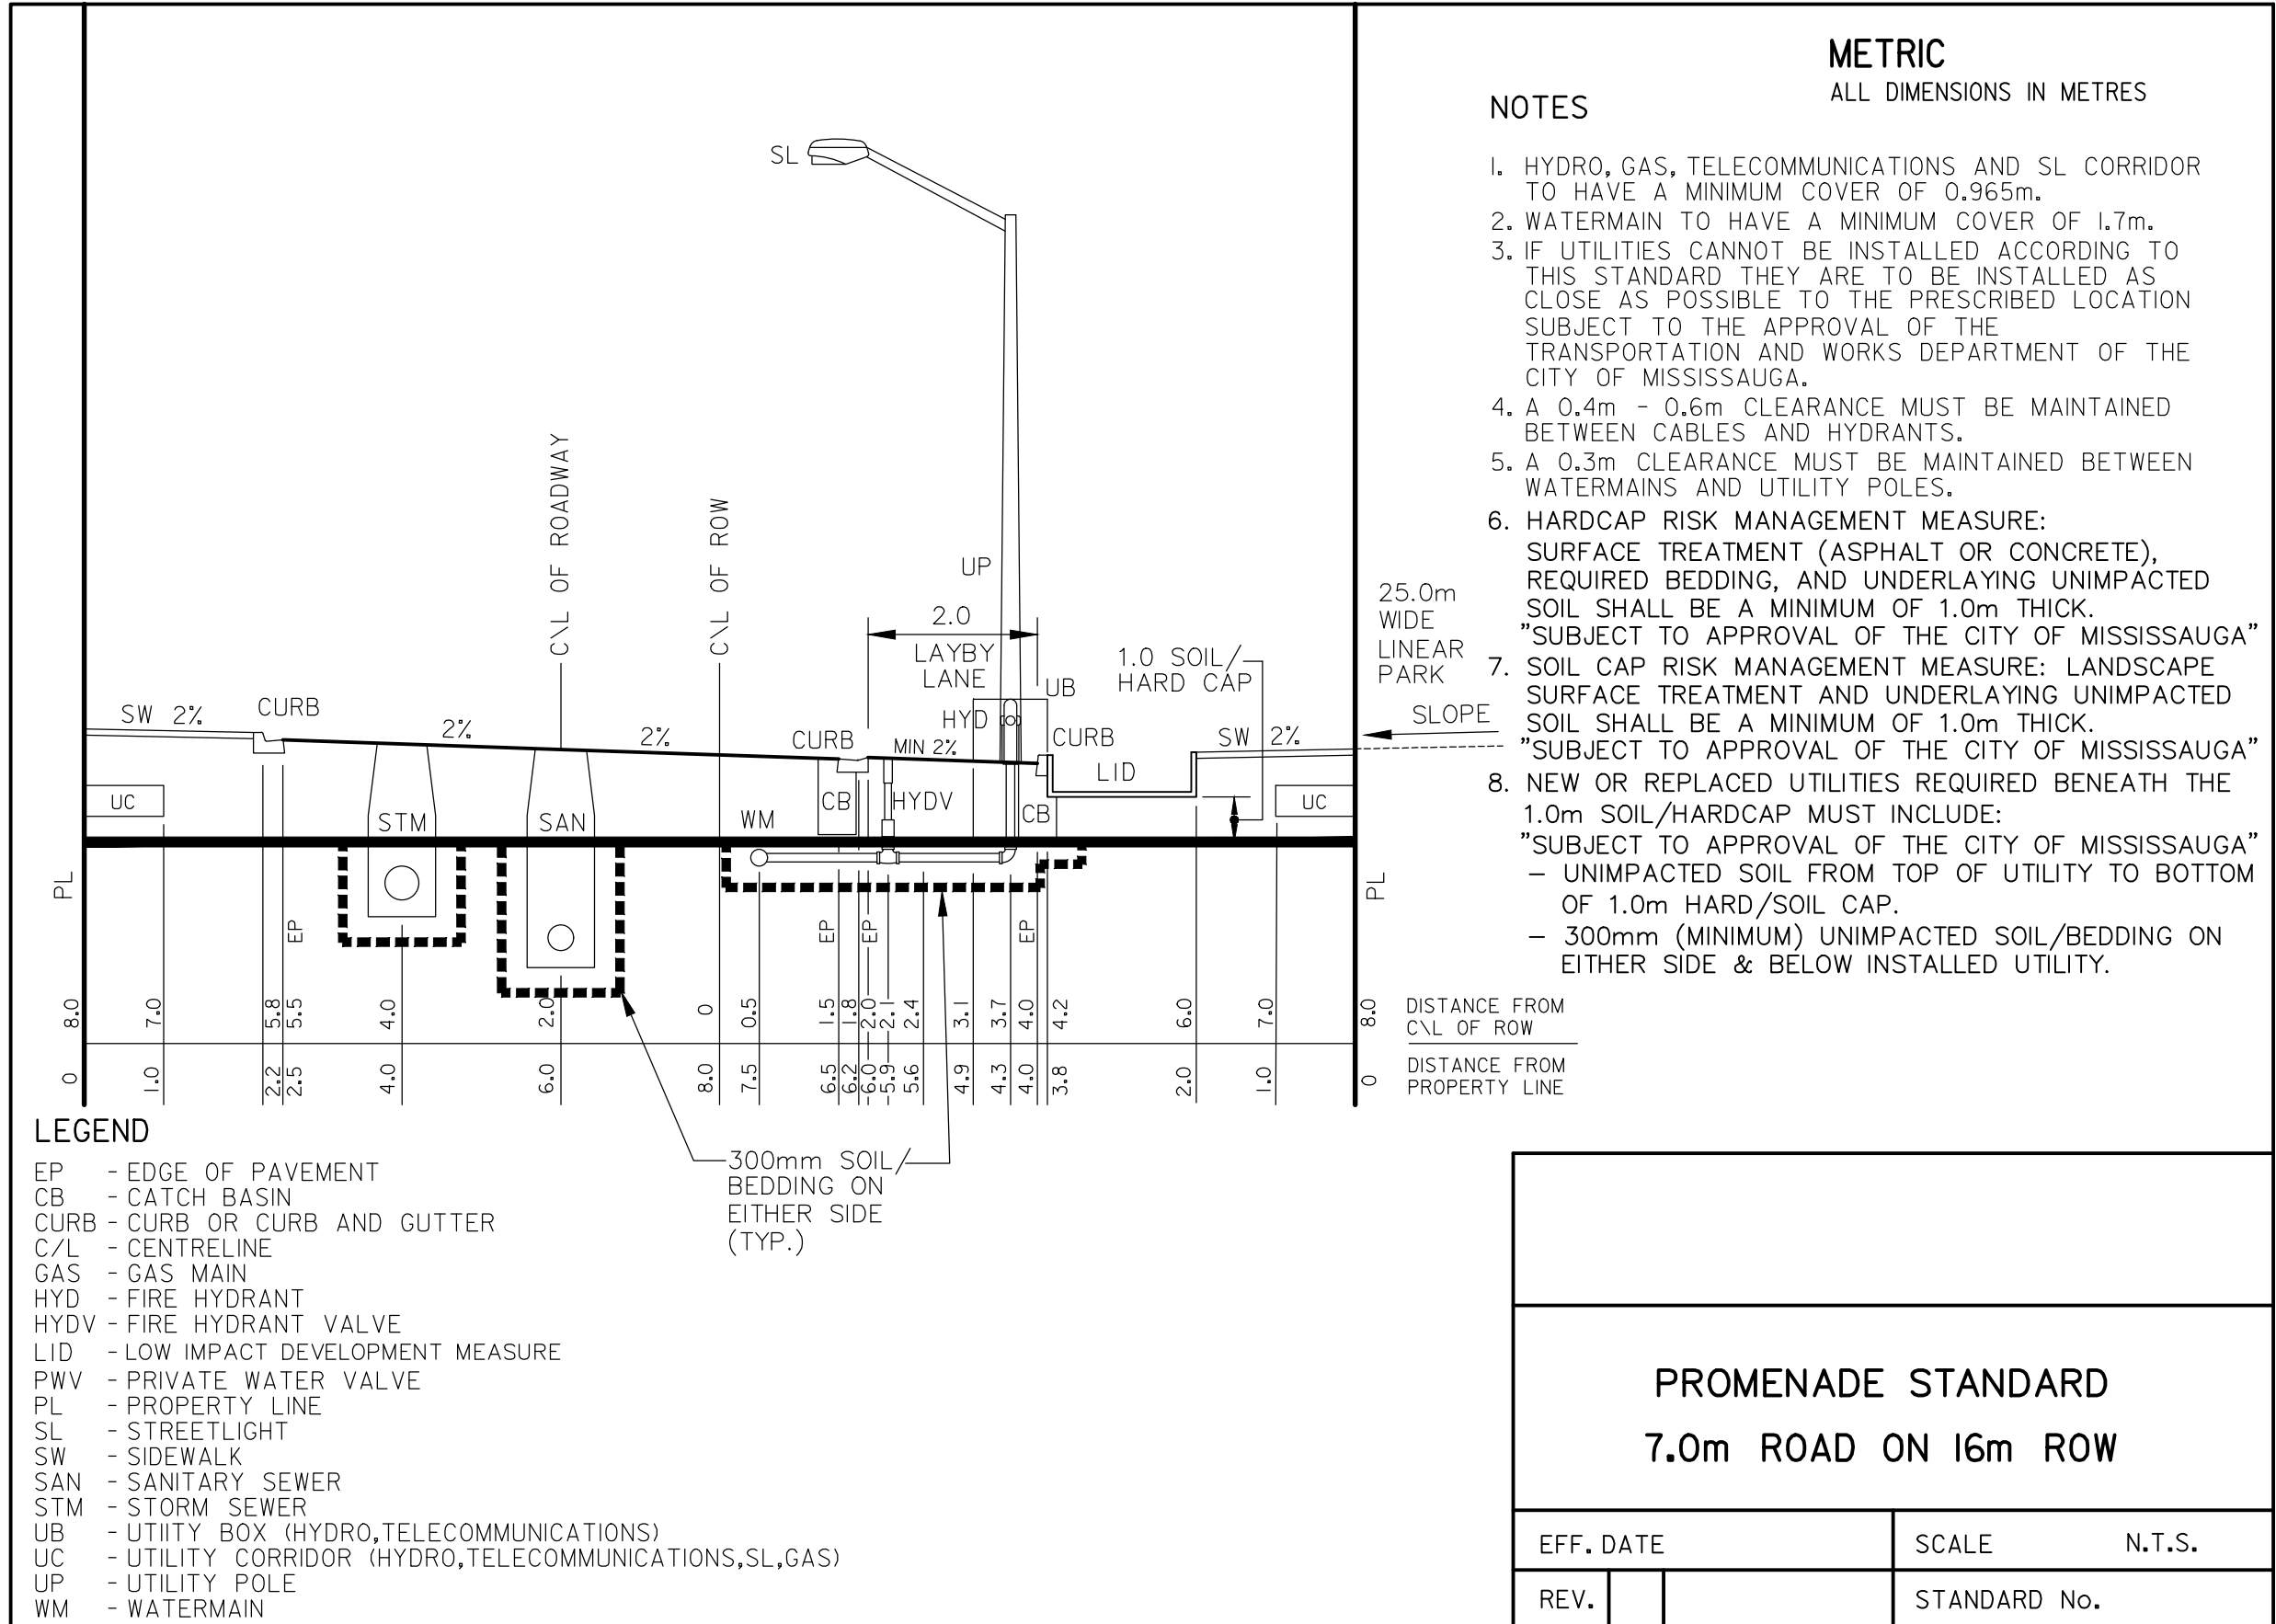 METRIC
ALL DIMENSIONS IN METRES
NOTES
1. HYDRO, GAS, TELECOMMUNICATIONS AND SL CORRIDOR
TO HAVE A MINIMUM COVER OF 0.965m.
2. WATERMAIN TO HAVE A MINIMUM COVER OF 1.7m.
3. IF UTILITIES CANNOT BE INSTALLED ACCORDING TO
THIS STANDARD THEY ARE TO BE INSTALLED AS
CLOSE AS POSSIBLE TO THE PRESCRIBED LOCATION
SUBJECT TO THE APPROVAL OF THE
TRANSPORTATION AND WORKS DEPARTMENT OF THE
CITY OF MISSISSAUGA.
4. A 0.4m - 0.6m CLEARANCE MUST BE MAINTAINED
BETWEEN CABLES AND HYDRANTS.
5. A 0.3m CLEARANCE MUST BE MAINTAINED BETWEEN
WATERMAINS AND UTILITY POLES.
6. HARDCAP RISK MANAGEMENT MEASURE:
SURFACE TREATMENT (ASPHALT OR CONCRETE),
REQUIRED BEDDING, AND UNDERLAYING UNIMPACTED
SOIL SHALL BE A MINIMUM OF 1.0m THICK.
"SUBJECT TO APPROVAL OF THE CITY OF MISSISSAUGA"
7. SOIL CAP RISK MANAGEMENT MEASURE: LANDSCAPE
SURFACE TREATMENT AND UNDERLAYING UNIMPACTED
SOIL SHALL BE A MINIMUM OF 1.0m THICK.
"SUBJECT TO APPROVAL OF THE CITY OF MISSISSAUGA"
8. NEW OR REPLACED UTILITIES REQUIRED BENEATH THE
1.0m SOIL/HARDCAP MUST INCLUDE:
"SUBJECT TO APPROVAL OF THE CITY OF MISSISSAUGA"
– UNIMPACTED SOIL FROM TOP OF UTILITY TO BOTTOM
OF 1.0m HARD/SOIL CAP.
– 300mm (MINIMUM) UNIMPACTED SOIL/BEDDING ON
EITHER SIDE & BELOW INSTALLED UTILITY.
SL
C\L OF ROADWAY
C\L OF ROW
UP
2.0
LAYBY
LANE
1.0 SOIL/
HARD CAP
25.0m
WIDE
LINEAR
PARK
SLOPE
SW 2%
CURB
2%
2%
CURB
MIN 2%
HYD
UB
CURB
SW 2%
LID
UC
STM
SAN
WM
CB
HYDV
CB
UC
PL
EP
EP
EP
EP
PL
8.0 7.0 5.8 5.5 4.0 2.0 0 0.5 1.5 1.8 2.0 2.1 2.4 3.1 3.7 4.0 4.2 6.0 7.0 8.0
DISTANCE FROM
C\L OF ROW
0 1.0 2.2 2.5 4.0 6.0 8.0 7.5 6.5 6.2 6.0 5.9 5.6 4.9 4.3 4.0 3.8 2.0 1.0 0
DISTANCE FROM
PROPERTY LINE
300mm SOIL/
BEDDING ON
EITHER SIDE
(TYP.)
LEGEND
EP - EDGE OF PAVEMENT
CB - CATCH BASIN
CURB - CURB OR CURB AND GUTTER
C/L - CENTRELINE
GAS - GAS MAIN
HYD - FIRE HYDRANT
HYDV - FIRE HYDRANT VALVE
LID - LOW IMPACT DEVELOPMENT MEASURE
PWV - PRIVATE WATER VALVE
PL - PROPERTY LINE
SL - STREETLIGHT
SW - SIDEWALK
SAN - SANITARY SEWER
STM - STORM SEWER
UB - UTIITY BOX (HYDRO,TELECOMMUNICATIONS)
UC - UTILITY CORRIDOR (HYDRO,TELECOMMUNICATIONS,SL,GAS)
UP - UTILITY POLE
WM - WATERMAIN
PROMENADE STANDARD
7.0m ROAD ON 16m ROW
EFF. DATE
SCALE N.T.S.
REV.
STANDARD No.